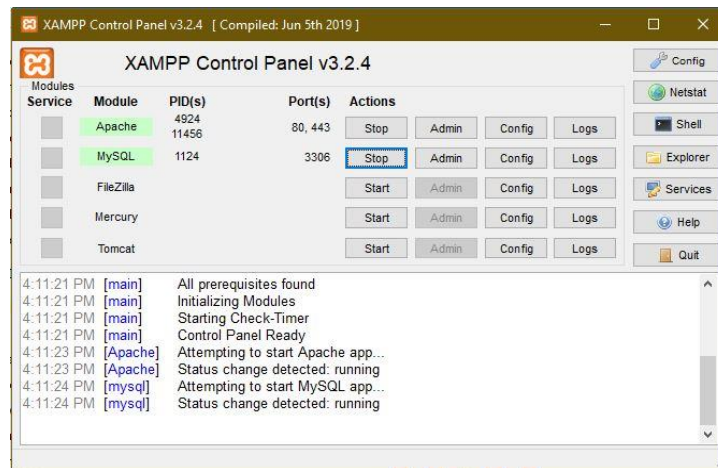 XAMPP Control Panel v3.2.4 [ Compiled: Jun 5th 2019 ]
XAMPP Control Panel v3.2.4
Config
Modules
Service Module PID(s) Port(s) Actions
Netstat
Apache 4924 11456 80, 443 Stop Admin Config Logs
Shell
MySQL 1124 3306 Stop Admin Config Logs
Explorer
FileZilla Start Admin Config Logs
Services
Mercury Start Admin Config Logs
Help
Tomcat Start Admin Config Logs
Quit
4:11:21 PM [main] All prerequisites found
4:11:21 PM [main] Initializing Modules
4:11:21 PM [main] Starting Check-Timer
4:11:21 PM [main] Control Panel Ready
4:11:23 PM [Apache] Attempting to start Apache app...
4:11:23 PM [Apache] Status change detected: running
4:11:24 PM [mysql] Attempting to start MySQL app...
4:11:24 PM [mysql] Status change detected: running